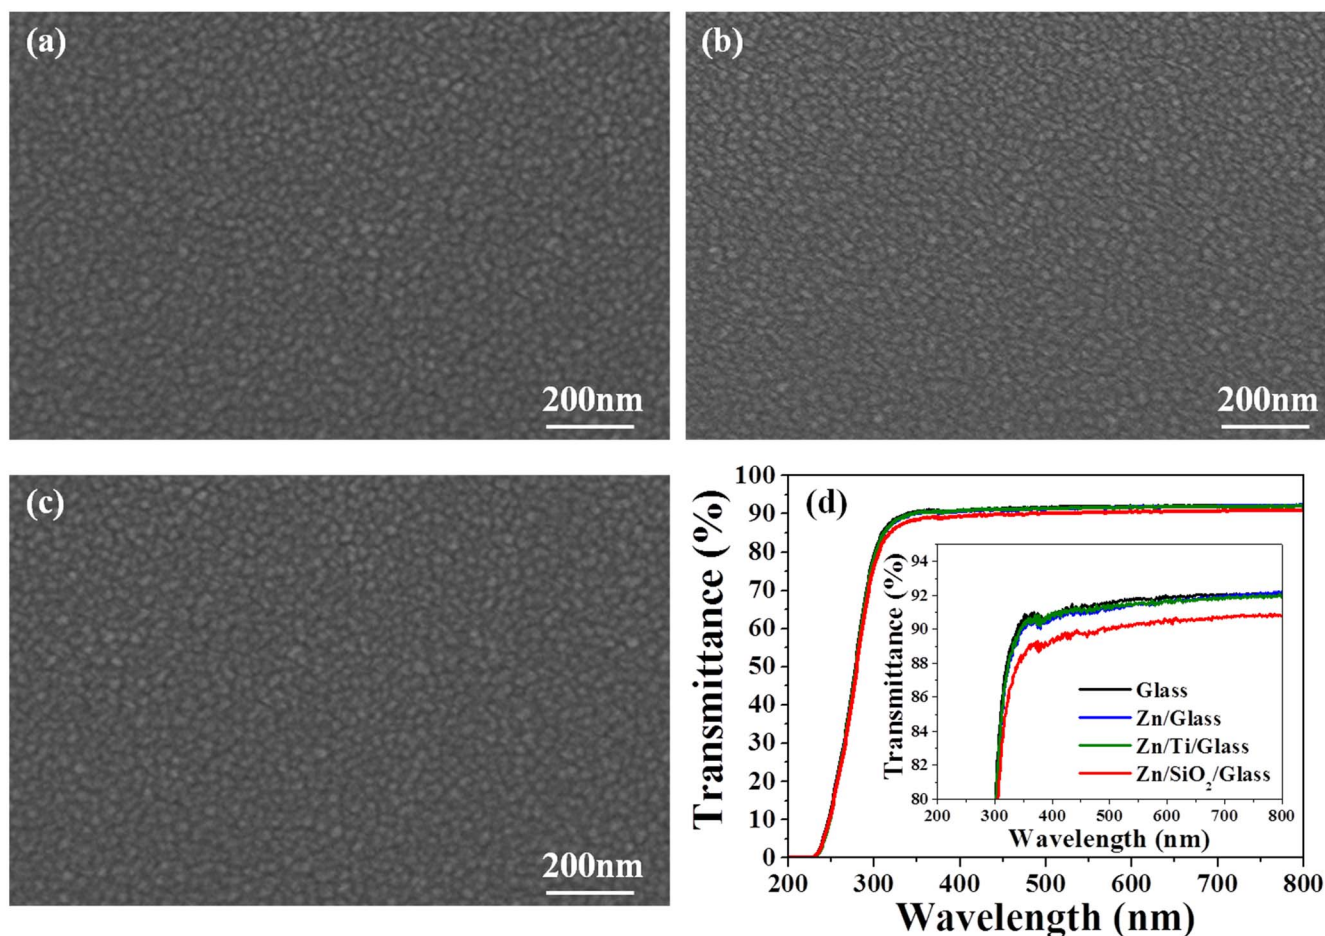 (a)
200nm
(b)
200nm
(c)
200nm
(d)
Transmittance (%)
100
90
80
70
60
50
40
30
20
10
0
200 300 400 500 600 700 800
Wavelength (nm)
Transmittance (%)
94
92
90
88
86
84
82
80
200 300 400 500 600 700 800
Wavelength (nm)
Glass
Zn/Glass
Zn/Ti/Glass
Zn/SiO₂/Glass